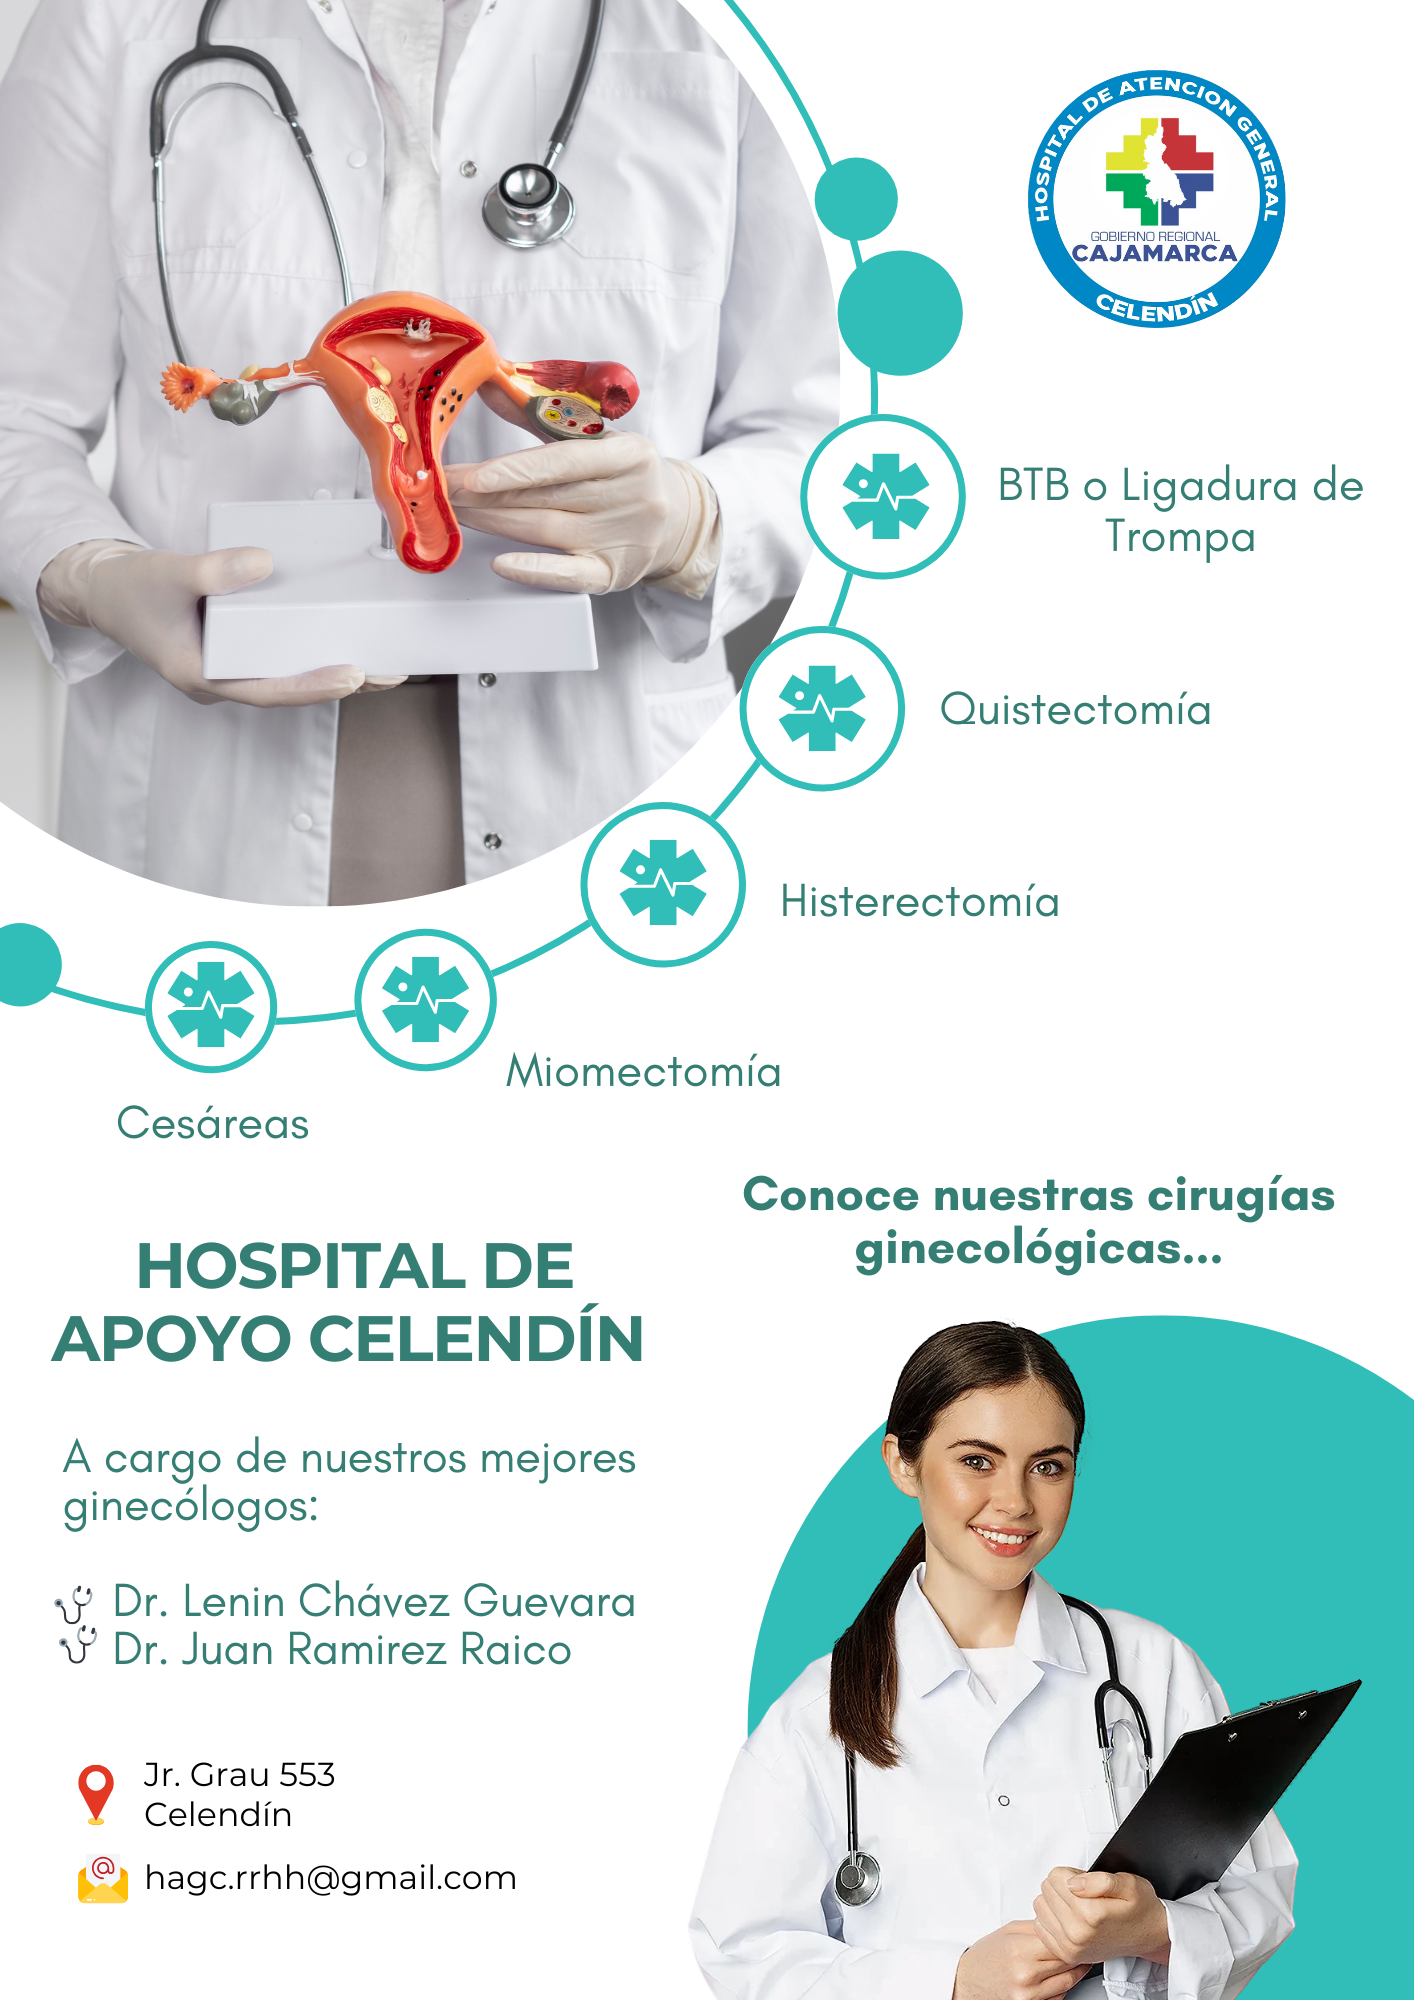 HOSPITAL DE ATENCION GENERAL
GOBIERNO REGIONAL
CAJAMARCA
CELENDÍN
BTB o Ligadura de
Trompa
Quistectomía
Histerectomía
Miomectomía
Cesáreas
Conoce nuestras cirugías
ginecológicas...
HOSPITAL DE
APOYO CELENDÍN
A cargo de nuestros mejores
ginecólogos:
Dr. Lenin Chávez Guevara
Dr. Juan Ramirez Raico
Jr. Grau 553
Celendín
hagc.rrhh@gmail.com